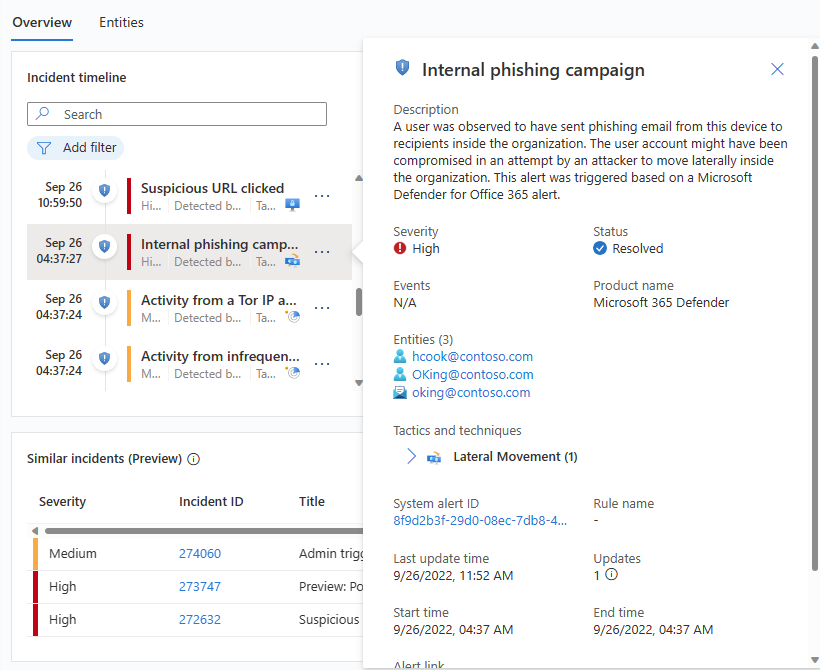 Overview
Entities
Incident timeline
Search
Add filter
Sep 26
10:59:50
Suspicious URL clicked
Hi...
Detected b...
Ta...
Sep 26
04:37:27
Internal phishing camp...
Hi...
Detected b...
Ta...
Sep 26
04:37:24
Activity from a Tor IP a...
M...
Detected b...
Ta...
Sep 26
04:37:24
Activity from infrequen...
M...
Detected b...
Ta...
Similar incidents (Preview)
Severity
Incident ID
Title
Medium
274060
Admin trigg
High
273747
Preview: Po
High
272632
Suspicious
Internal phishing campaign
Description
A user was observed to have sent phishing email from this device to
recipients inside the organization. The user account might have been
compromised in an attempt by an attacker to move laterally inside
the organization. This alert was triggered based on a Microsoft
Defender for Office 365 alert.
Severity
High
Status
Resolved
Events
N/A
Product name
Microsoft 365 Defender
Entities (3)
hcook@contoso.com
OKing@contoso.com
oking@contoso.com
Tactics and techniques
Lateral Movement (1)
System alert ID
8f9d2b3f-29d0-08ec-7db8-4...
Rule name
-
Last update time
9/26/2022, 11:52 AM
Updates
1
Start time
9/26/2022, 04:37 AM
End time
9/26/2022, 04:37 AM
Alert link